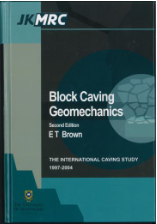 JKMRC
Block Caving
Geomechanics
Second Edition
E T Brown
THE INTERNATIONAL CAVING STUDY
1997-2004